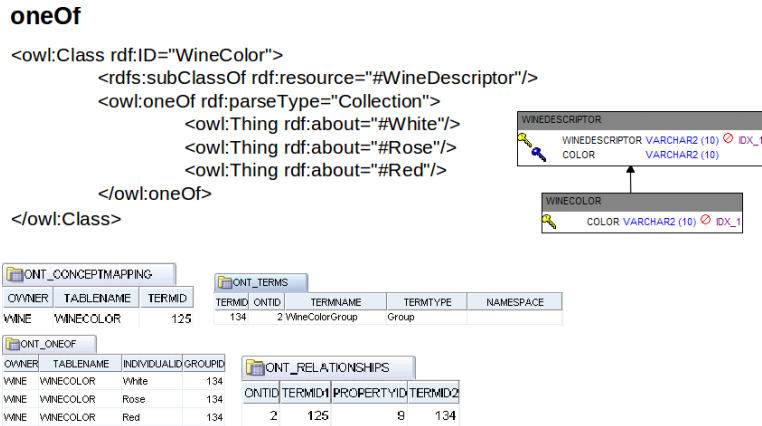 oneOf
<owl:Class rdf:ID="WineColor">
<rdfs:subClassOf rdf:resource="#WineDescriptor"/>
<owl:oneOf rdf:parseType="Collection">
<owl:Thing rdf:about="#White"/>
<owl:Thing rdf:about="#Rose"/>
<owl:Thing rdf:about="#Red"/>
</owl:oneOf>
</owl:Class>
WINEDESCRIPTOR
WINEDESCRIPTOR VARCHAR2 (10) IDX_1
COLOR VARCHAR2 (10)
WINECOLOR
COLOR VARCHAR2 (10) IDX_1
ONT_CONCEPTMAPPING
OWNER TABLENAME TERMID
WINE WINECOLOR 125
ONT_TERMS
TERMID ONTID TERMNAME TERMTYPE NAMESPACE
134 2 WineColorGroup Group
ONT_ONEOF
OWNER TABLENAME INDIVIDUALID GROUPID
WINE WINECOLOR White 134
WINE WINECOLOR Rose 134
WINE WINECOLOR Red 134
ONT_RELATIONSHIPS
ONTID TERMID1 PROPERTYID TERMID2
2 125 9 134